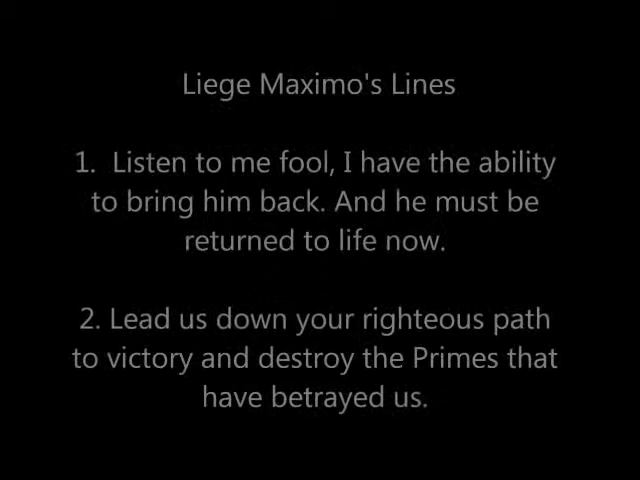 Liege Maximo's Lines
1.  Listen to me fool, I have the ability
to bring him back. And he must be
returned to life now.
2. Lead us down your righteous path
to victory and destroy the Primes that
have betrayed us.